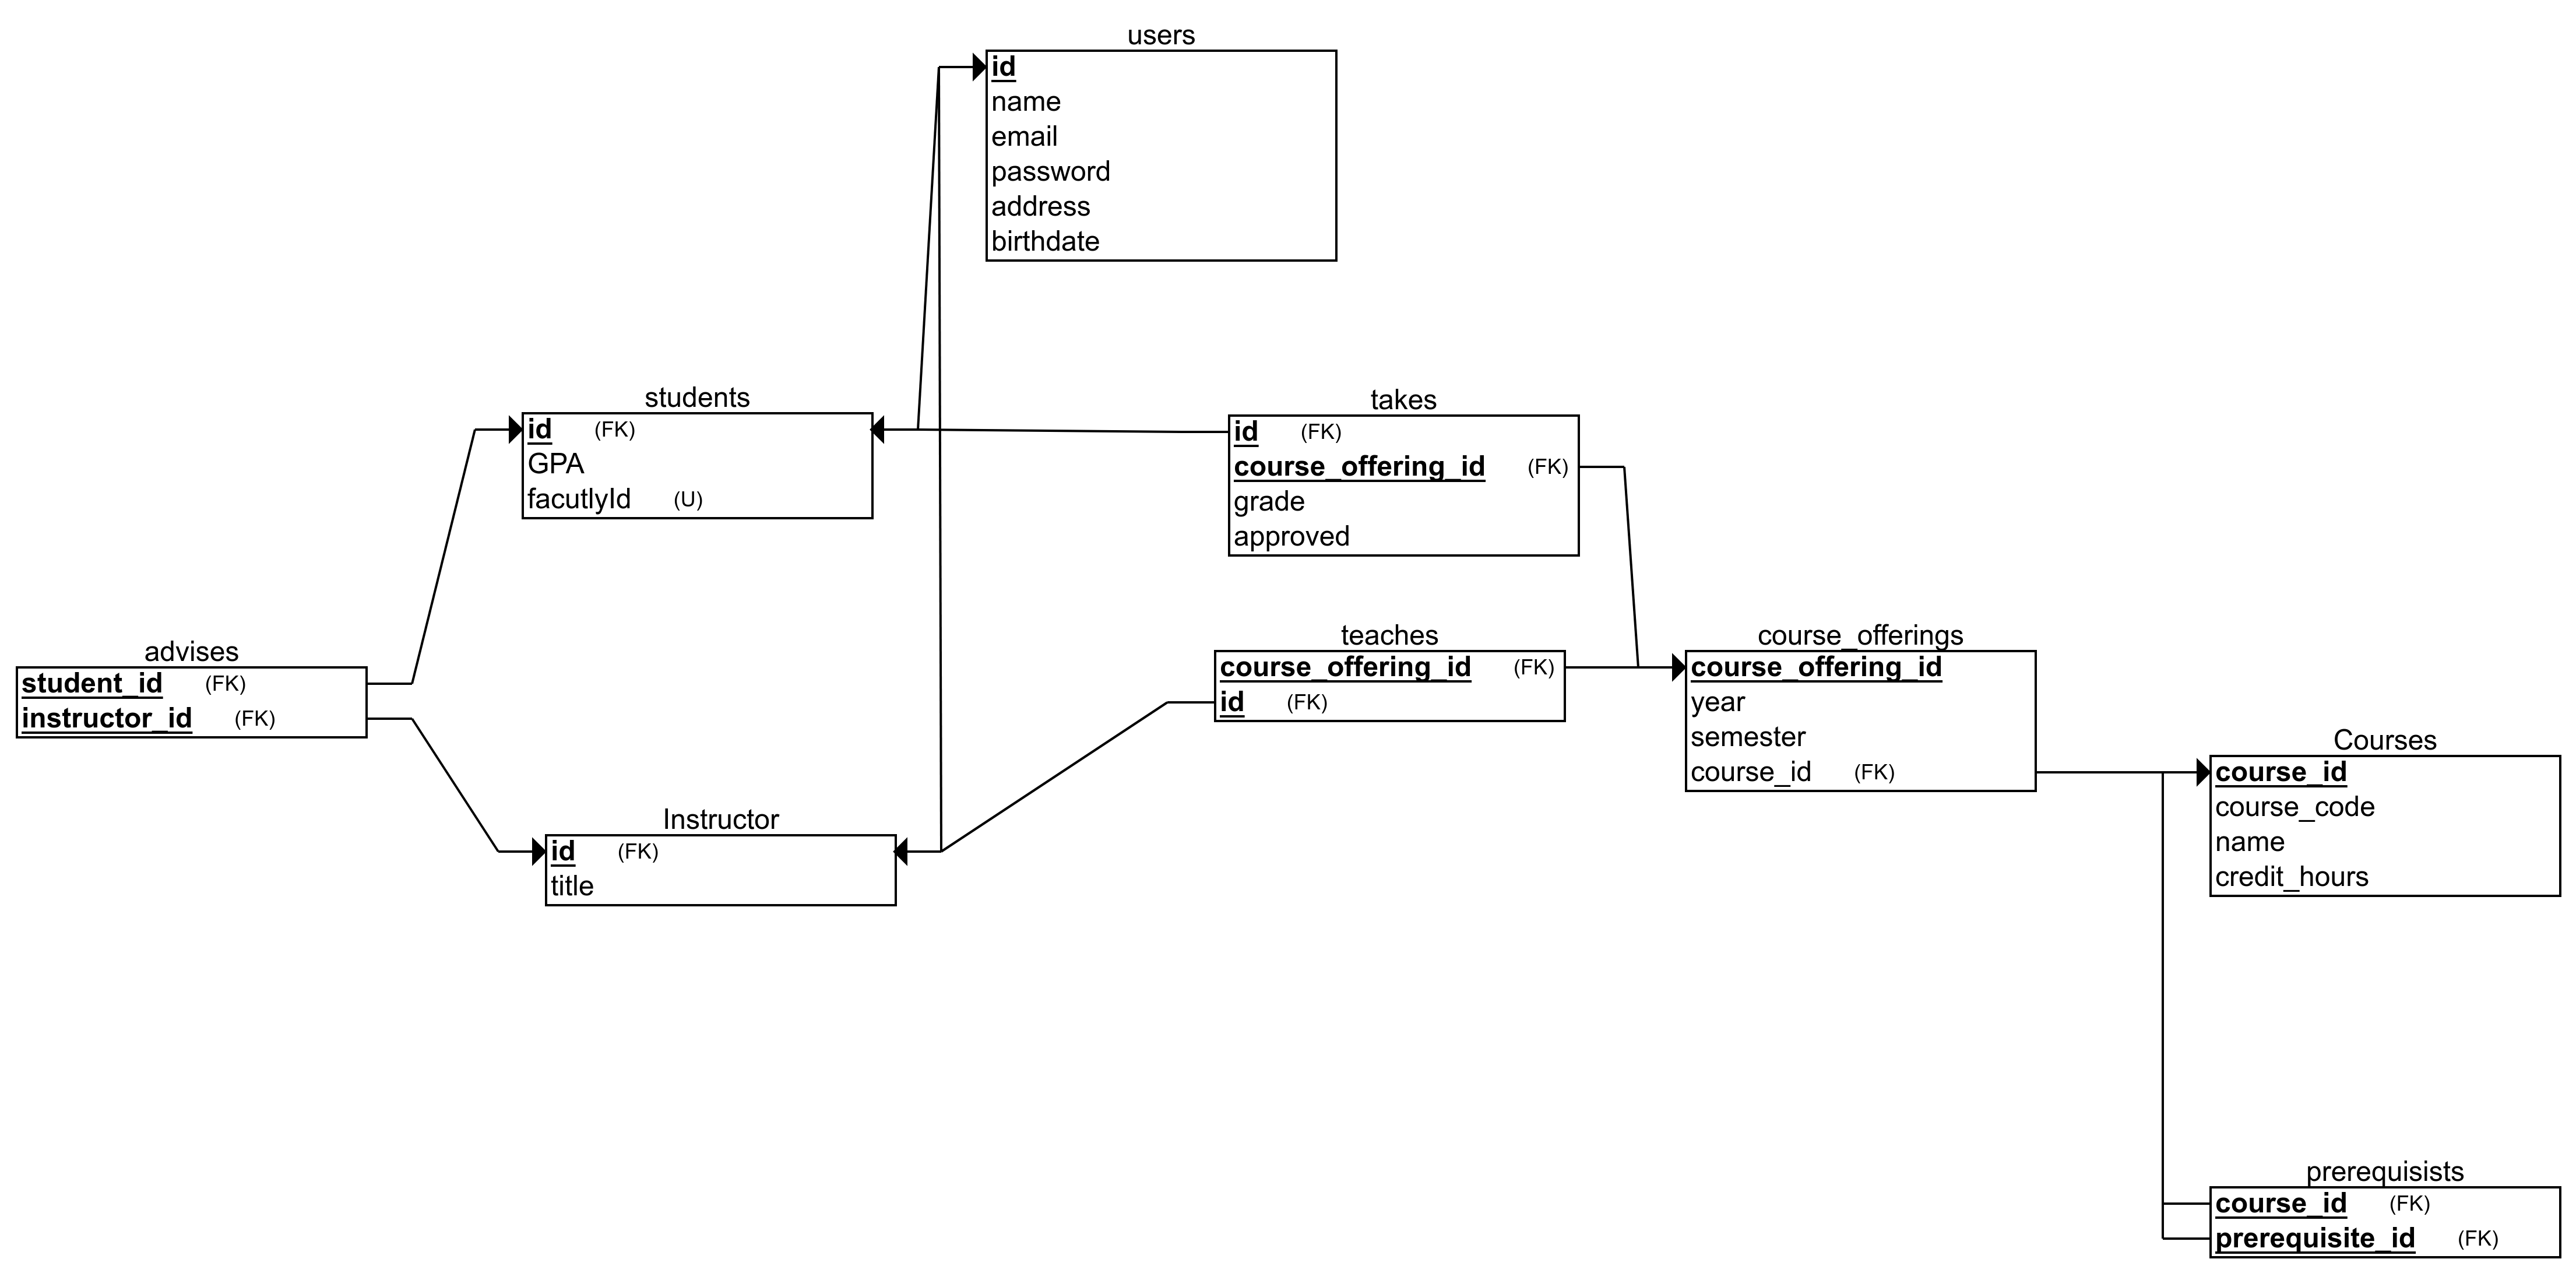 users
id
name
email
password
address
birthdate
students
id (FK)
GPA
facutlyId (U)
takes
id (FK)
course_offering_id (FK)
grade
approved
advises
student_id (FK)
instructor_id (FK)
teaches
course_offering_id (FK)
id (FK)
course_offerings
course_offering_id
year
semester
course_id (FK)
Instructor
id (FK)
title
Courses
course_id
course_code
name
credit_hours
prerequisists
course_id (FK)
prerequisite_id (FK)